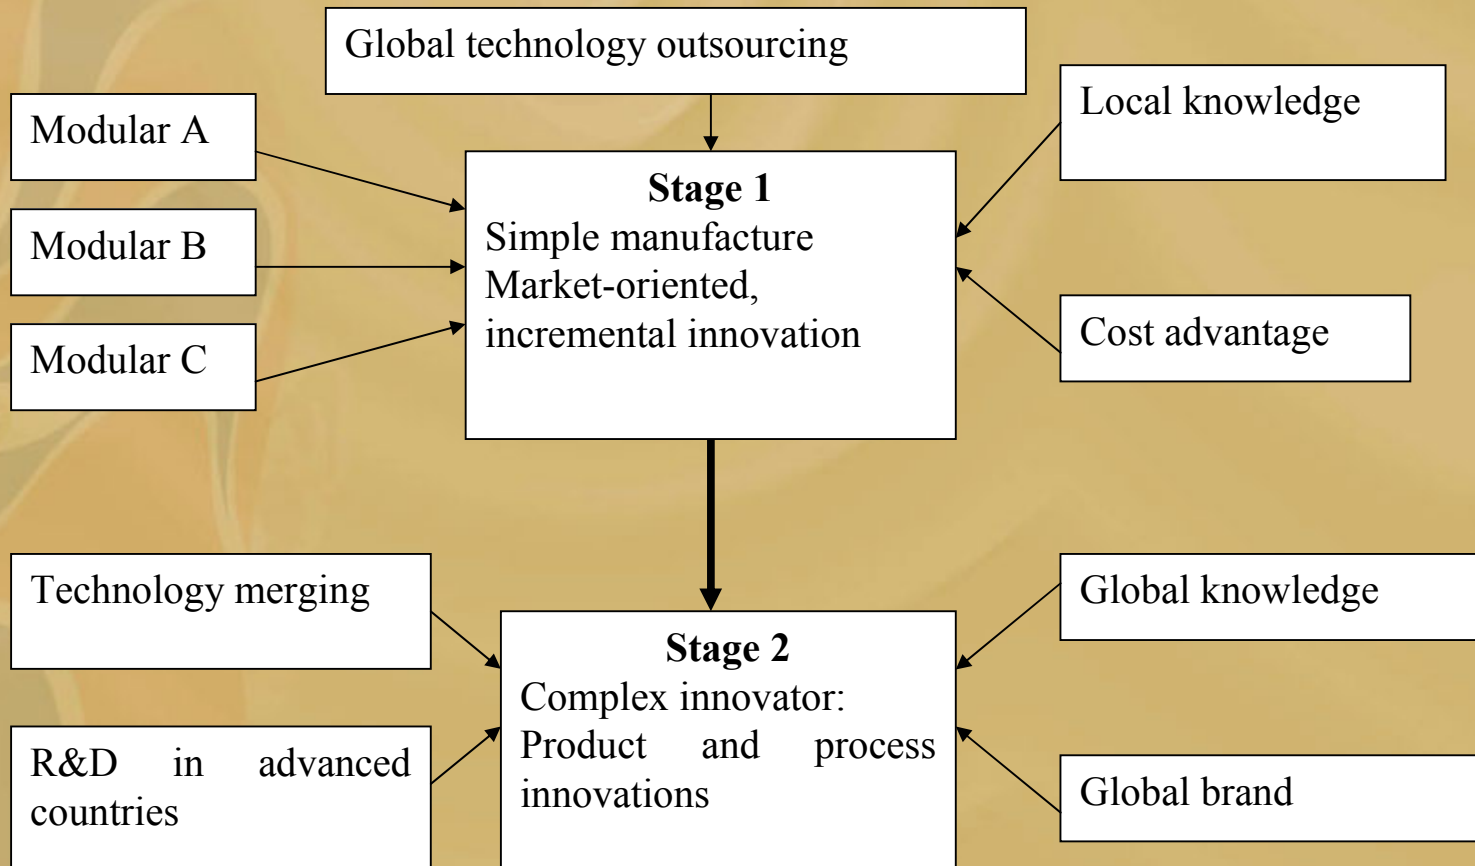 Global technology outsourcing
Modular A
Local knowledge
Stage 1
Simple manufacture
Market-oriented,
incremental innovation
Modular B
Modular C
Cost advantage
Technology merging
Global knowledge
Stage 2
Complex innovator:
Product and process
innovations
R&D in advanced
countries
Global brand